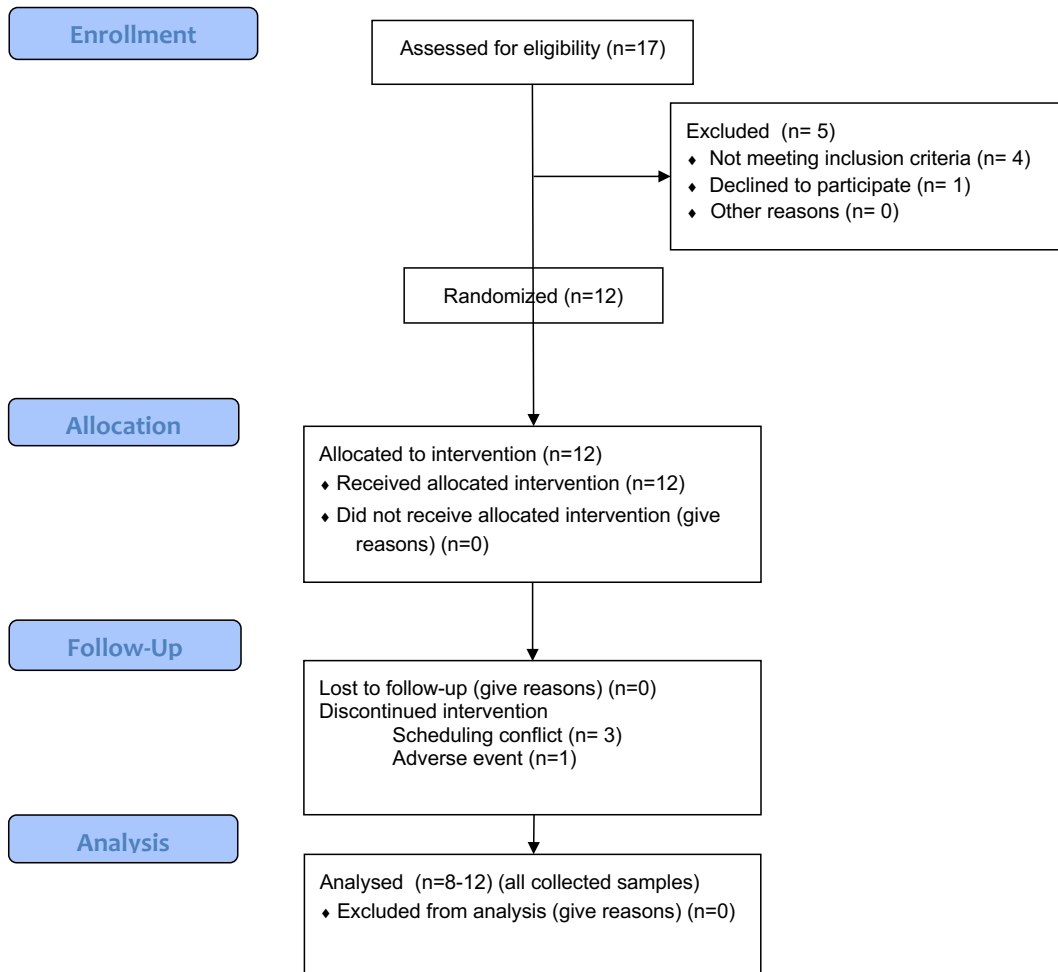 Enrollment
Assessed for eligibility (n=17)
Excluded (n= 5)
♦ Not meeting inclusion criteria (n= 4)
♦ Declined to participate (n= 1)
♦ Other reasons (n= 0)
Randomized (n=12)
Allocation
Allocated to intervention (n=12)
♦ Received allocated intervention (n=12)
♦ Did not receive allocated intervention (give
reasons) (n=0)
Follow-Up
Lost to follow-up (give reasons) (n=0)
Discontinued intervention
Scheduling conflict (n= 3)
Adverse event (n=1)
Analysis
Analysed (n=8-12) (all collected samples)
♦ Excluded from analysis (give reasons) (n=0)